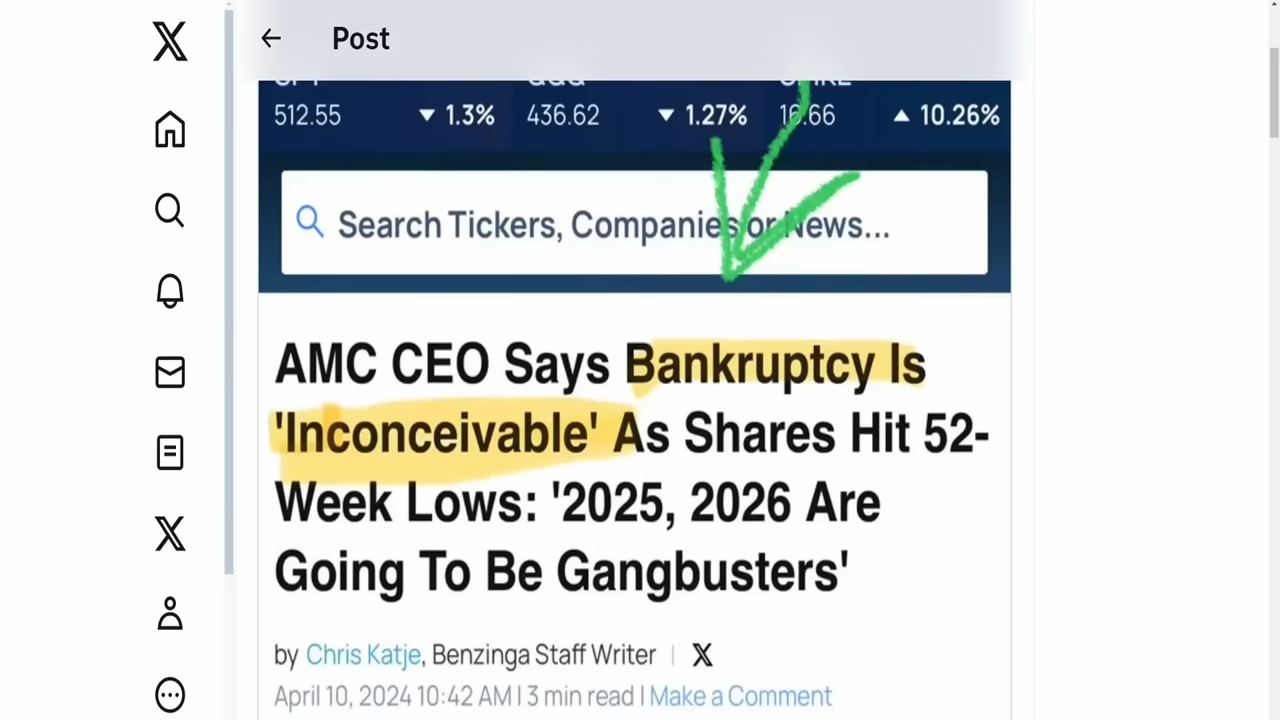 Post
512.55 ▼ 1.3% 436.62 ▼ 1.27% 16.66 ▲ 10.26%
Search Tickers, Companies or News...
AMC CEO Says Bankruptcy Is
'Inconceivable' As Shares Hit 52-
Week Lows: '2025, 2026 Are
Going To Be Gangbusters'
by Chris Katje, Benzinga Staff Writer | X
April 10, 2024 10:42 AM | 3 min read | Make a Comment